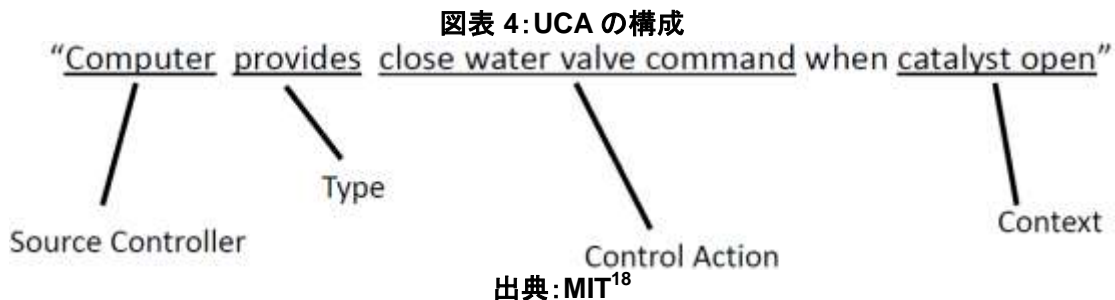 図表 4:UCA の構成
“Computer provides close water valve command when catalyst open”
Type
Source Controller
Context
Control Action
出典:MIT18